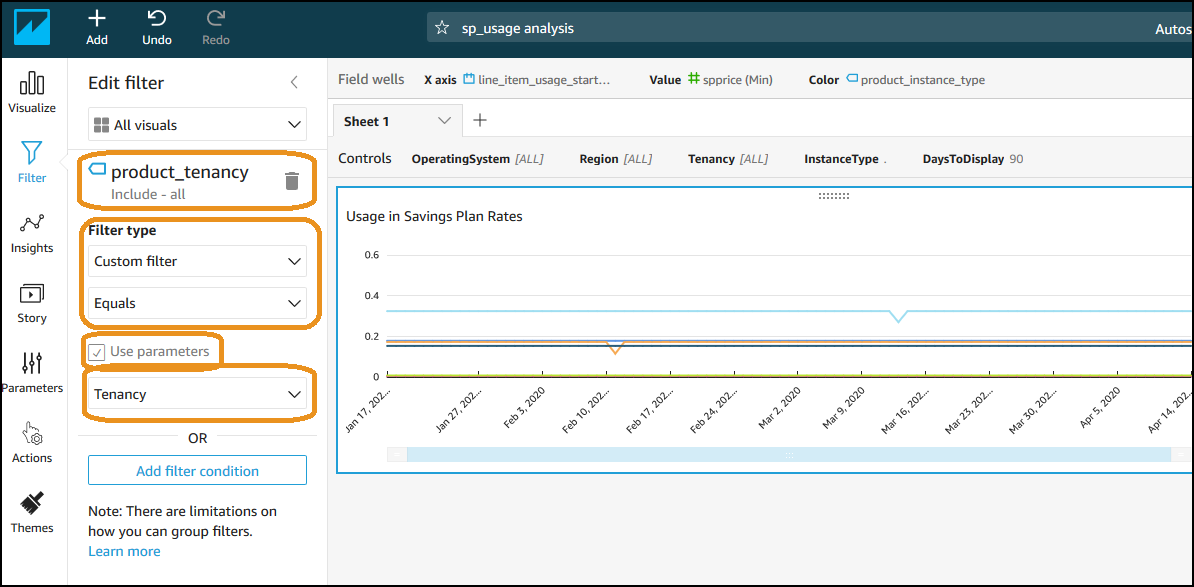 Add
Undo
Redo
sp_usage analysis
Autos
Visualize
Filter
Insights
Story
Parameters
Actions
Themes
Edit filter
All visuals
product_tenancy
Include - all
Filter type
Custom filter
Equals
Use parameters
Tenancy
OR
Add filter condition
Note: There are limitations on
how you can group filters.
Learn more
Field wells X axis line_item_usage_start... Value spprice (Min) Color product_instance_type
Sheet 1
Controls OperatingSystem [ALL] Region [ALL] Tenancy [ALL] InstanceType . DaysToDisplay 90
Usage in Savings Plan Rates
0.6
0.4
0.2
0
Jan 17, 202...
Jan 27, 202...
Feb 3, 2020
Feb 10, 202...
Feb 17, 202...
Feb 24, 202...
Mar 2, 2020
Mar 9, 2020
Mar 16, 202...
Mar 23, 202...
Mar 30, 202...
Apr 5, 2020
Apr 14, 202...